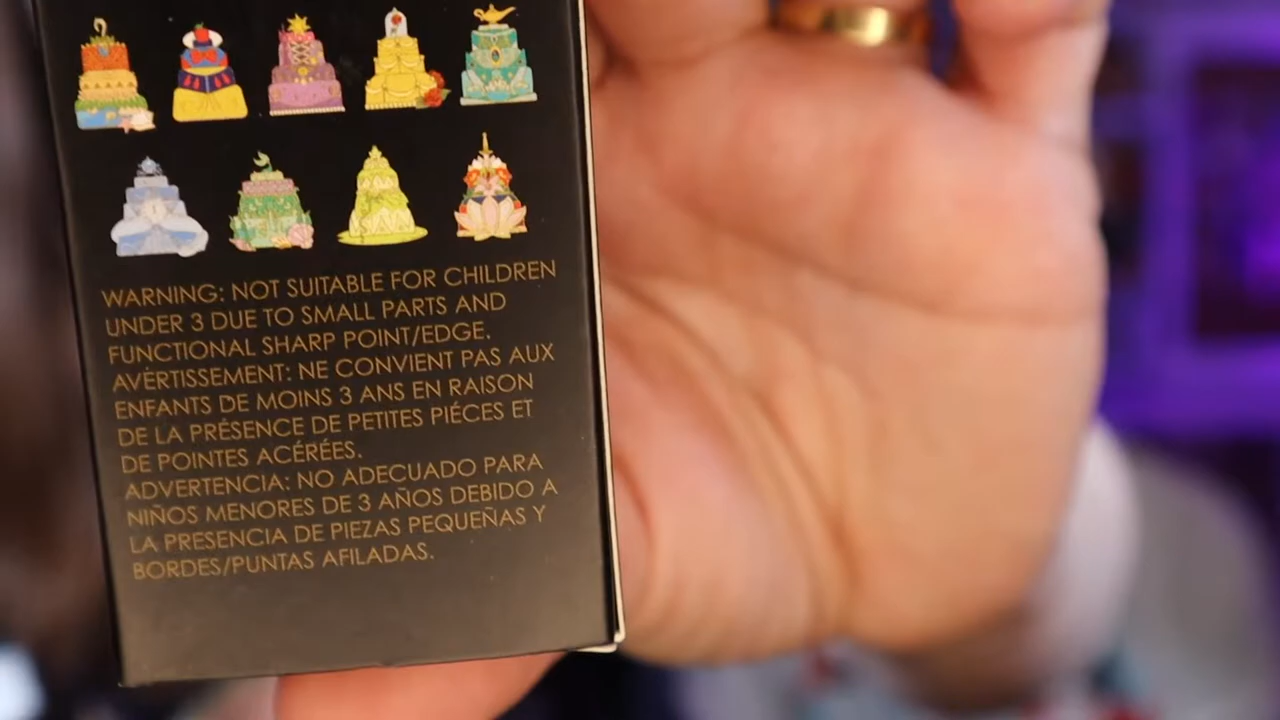 WARNING: NOT SUITABLE FOR CHILDREN
UNDER 3 DUE TO SMALL PARTS AND
FUNCTIONAL SHARP POINT/EDGE.
AVÉRTISSEMENT: NE CONVIENT PAS AUX
ENFANTS DE MOINS 3 ANS EN RAISON
DE LA PRÉSENCE DE PETITES PIÉCES ET
DE POINTES ACÉRÉES.
ADVERTENCIA: NO ADECUADO PARA
NIÑOS MENORES DE 3 AÑOS DEBIDO A
LA PRESENCIA DE PIEZAS PEQUEÑAS Y
BORDES/PUNTAS AFILADAS.